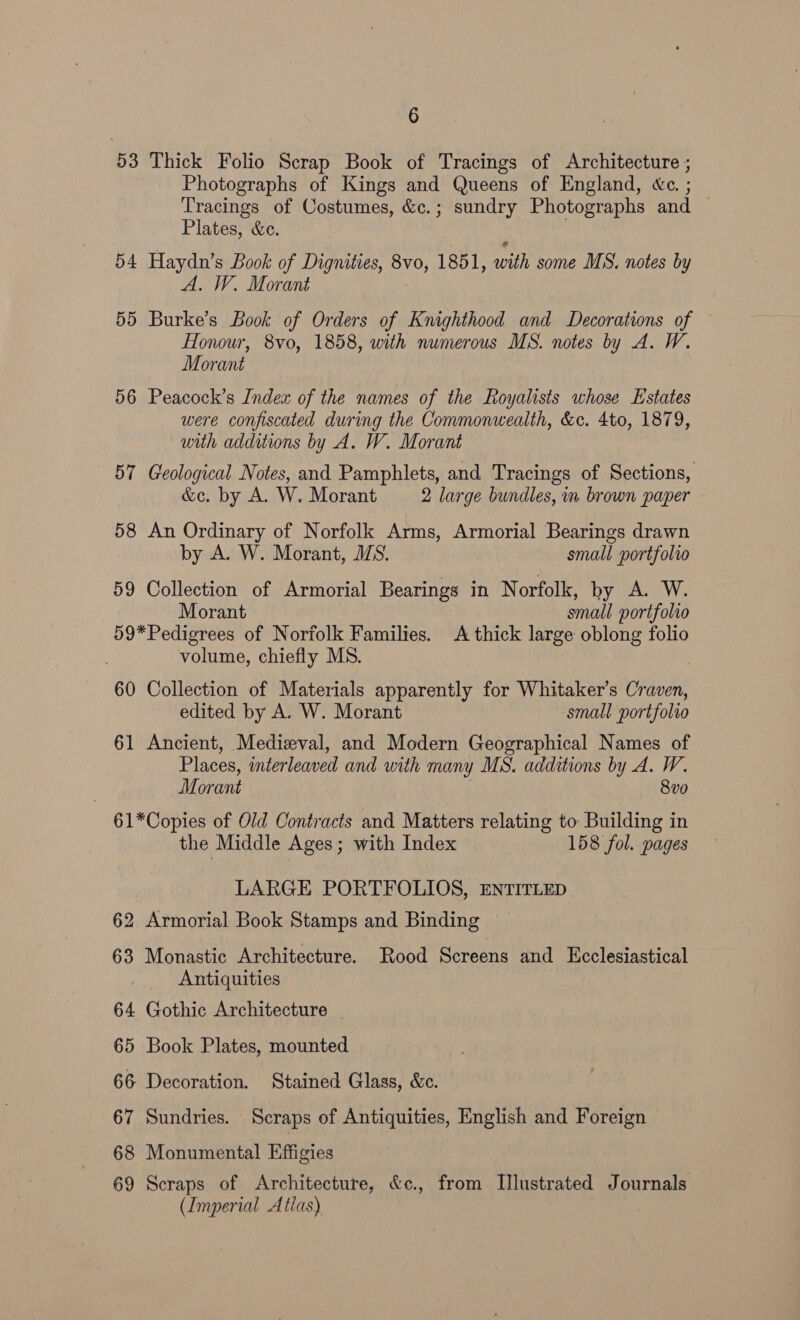 6
53 Thick Folio Scrap Book of Tracings of Architecture;
Photographs of Kings and Queens of England, &c.;
Tracings of Costumes, &c.; sundry Photographs and
Plates, &c.
54 Haydn's Book of Dignities, 8vo, 1851, with some MS. notes by
A. W. Morant
55 Burke's Book of Orders of Knighthood and Decorations of
Honour, 8vo, 1858, with numerous MS. notes by A. W.
Morant
56 Peacock's Index of the names of the Royalists whose Estates
were confiscated during the Commonwealth, &c. 4to, 1879,
with additions by A. W. Morant
57 Geological Notes, and Pamphlets, and Tracings of Sections,
&c. by A. W. Morant 2 large bundles, in brown paper
58 An Ordinary of Norfolk Arms, Armorial Bearings drawn
by A. W. Morant, MS. small portfolio
59 Collection of Armorial Bearings in Norfolk, by A. W.
Morant small portfolio
59*Pedigrees of Norfolk Families. A thick large oblong folio
volume, chiefly MS.
60 Collection of Materials apparently for Whitaker's Craven,
edited by A. W. Morant small portfolio
61 Ancient, Mediæval, and Modern Geographical Names of
Places, interleaved and with many MS. additions by A. W.
Morant 8vo
61*Copies of Old Contracts and Matters relating to Building in
the Middle Ages; with Index 158 fol. pages
LARGE PORTFOLIOS, ENTITLED
62 Armorial Book Stamps and Binding
63 Monastic Architecture. Rood Screens and Ecclesiastical
Antiquities
64 Gothic Architecture
65 Book Plates, mounted
66 Decoration. Stained Glass, &c.
67 Sundries. Scraps of Antiquities, English and Foreign
68 Monumental Effigies
69 Scraps of Architecture, &c., from Illustrated Journals
(Imperial Atlas)